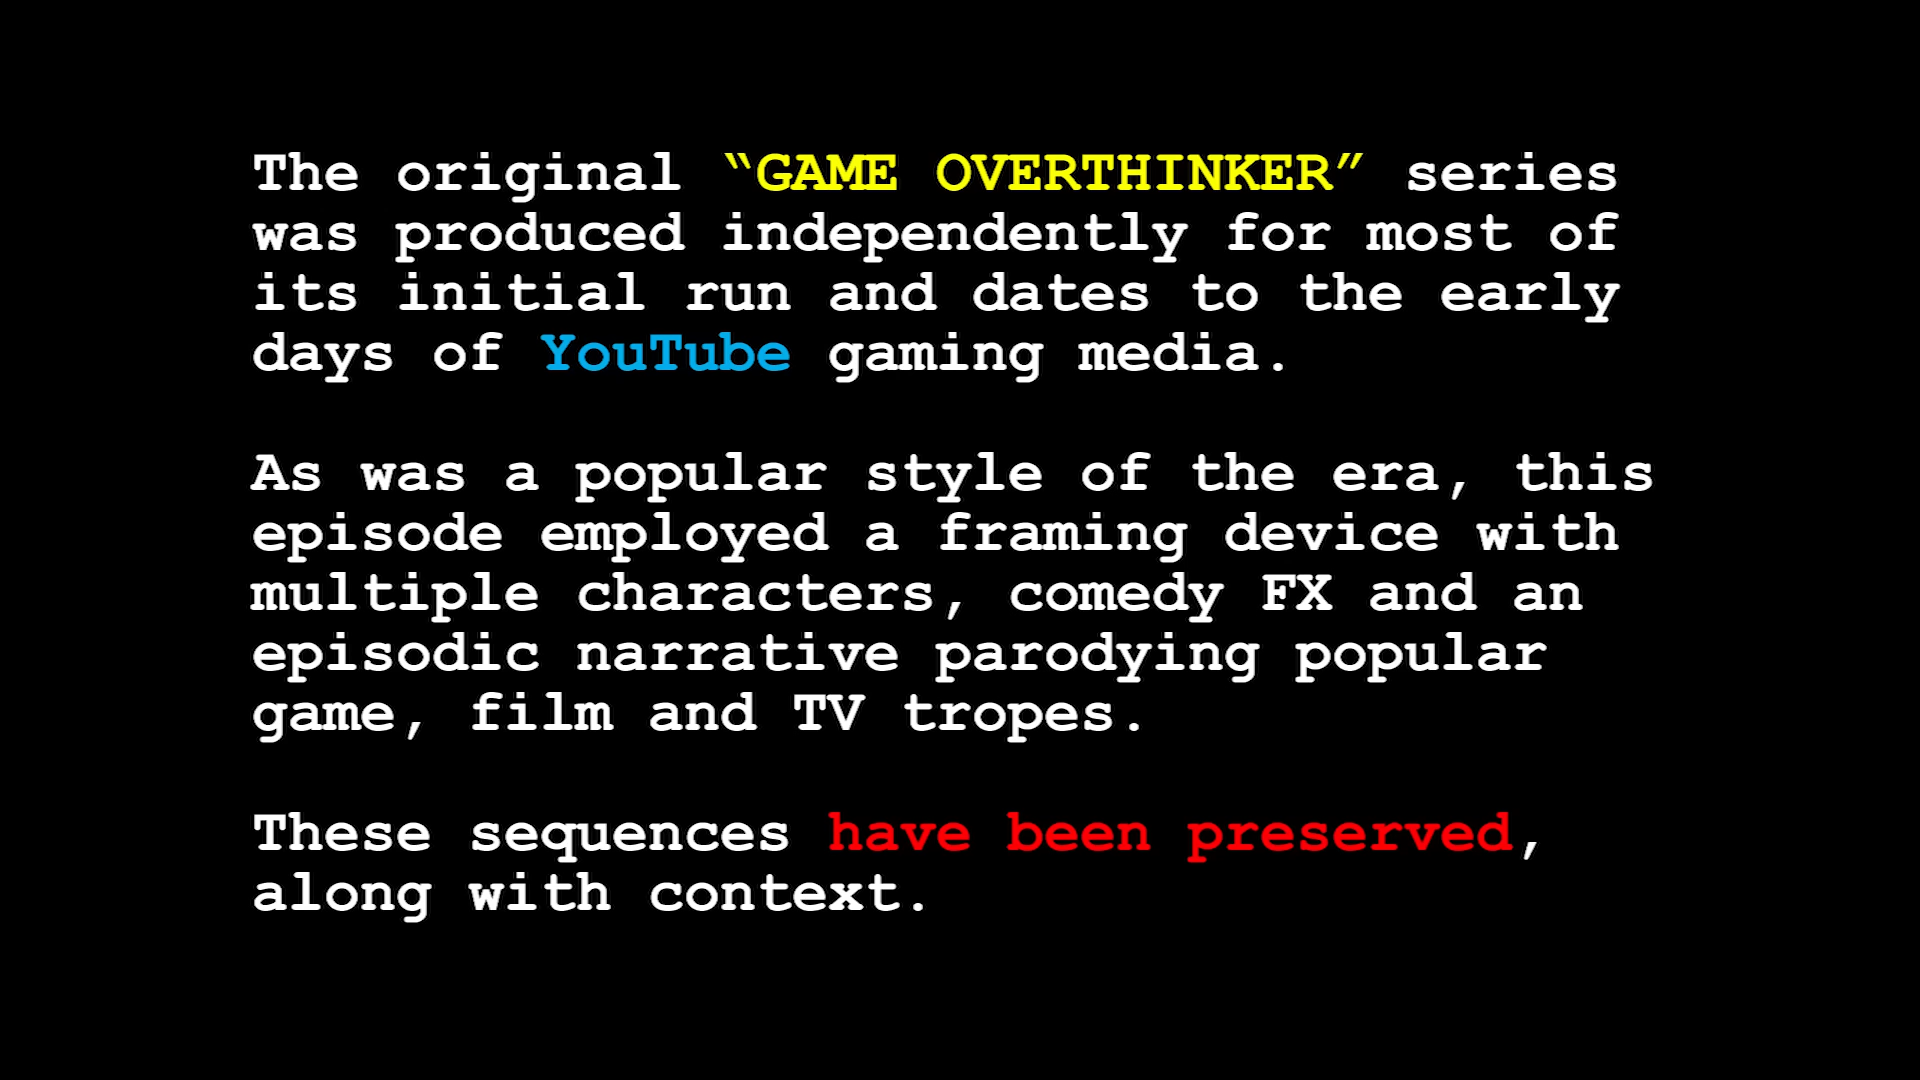 The original “GAME OVERTHINKER” series
was produced independently for most of
its initial run and dates to the early
days of YouTube gaming media.
As was a popular style of the era, this
episode employed a framing device with
multiple characters, comedy FX and an
episodic narrative parodying popular
game, film and TV tropes.
These sequences have been preserved,
along with context.